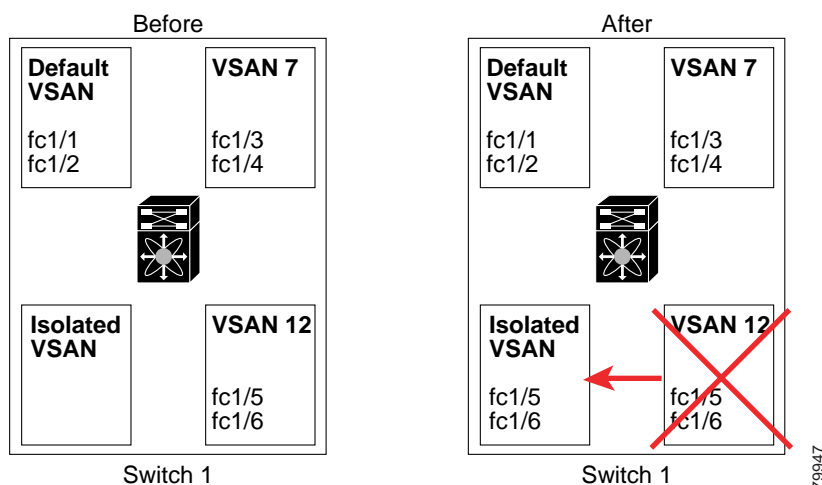 Before
Default
VSAN
fc1/1
fc1/2
VSAN 7
fc1/3
fc1/4
Isolated
VSAN
VSAN 12
fc1/5
fc1/6
Switch 1
After
Default
VSAN
fc1/1
fc1/2
VSAN 7
fc1/3
fc1/4
Isolated
VSAN
fc1/5
fc1/6
VSAN 12
fc1/5
fc1/6
Switch 1
79947